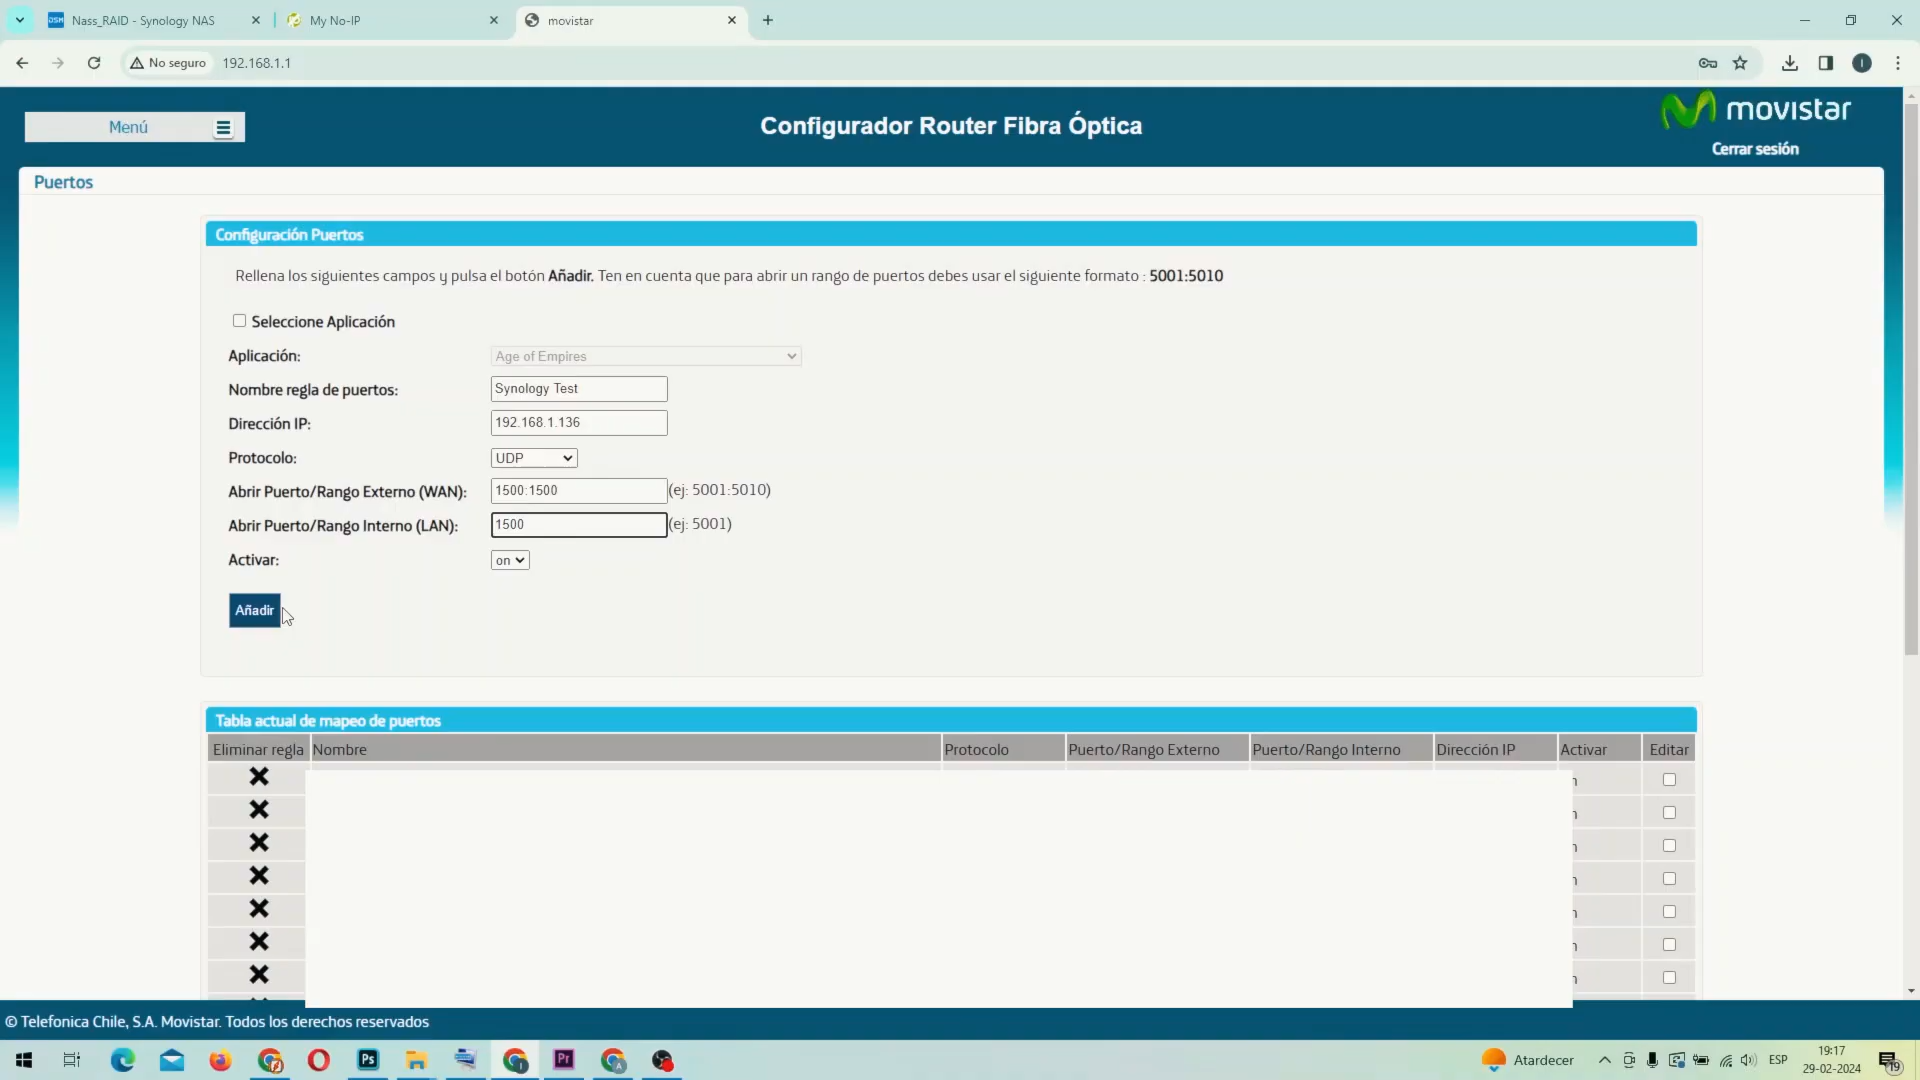 Nass_RAID - Synology NAS
My No-IP
movistar
No seguro
192.168.1.1
Menú
Configurador Router Fibra Óptica
movistar
Cerrar sesión
Puertos
Configuración Puertos
Rellena los siguientes campos y pulsa el botón Añadir. Ten en cuenta que para abrir un rango de puertos debes usar el siguiente formato : 5001:5010
Seleccione Aplicación
Aplicación: Age of Empires
Nombre regla de puertos: Synology Test
Dirección IP: 192.168.1.136
Protocolo: UDP
Abrir Puerto/Rango Externo (WAN): 1500:1500 (ej: 5001:5010)
Abrir Puerto/Rango Interno (LAN): 1500 (ej: 5001)
Activar: on
Añadir
Tabla actual de mapeo de puertos
Eliminar regla Nombre Protocolo Puerto/Rango Externo Puerto/Rango Interno Dirección IP Activar Editar
© Telefonica Chile, S.A. Movistar. Todos los derechos reservados
Atardecer
ESP
19:17
29-02-2024
19